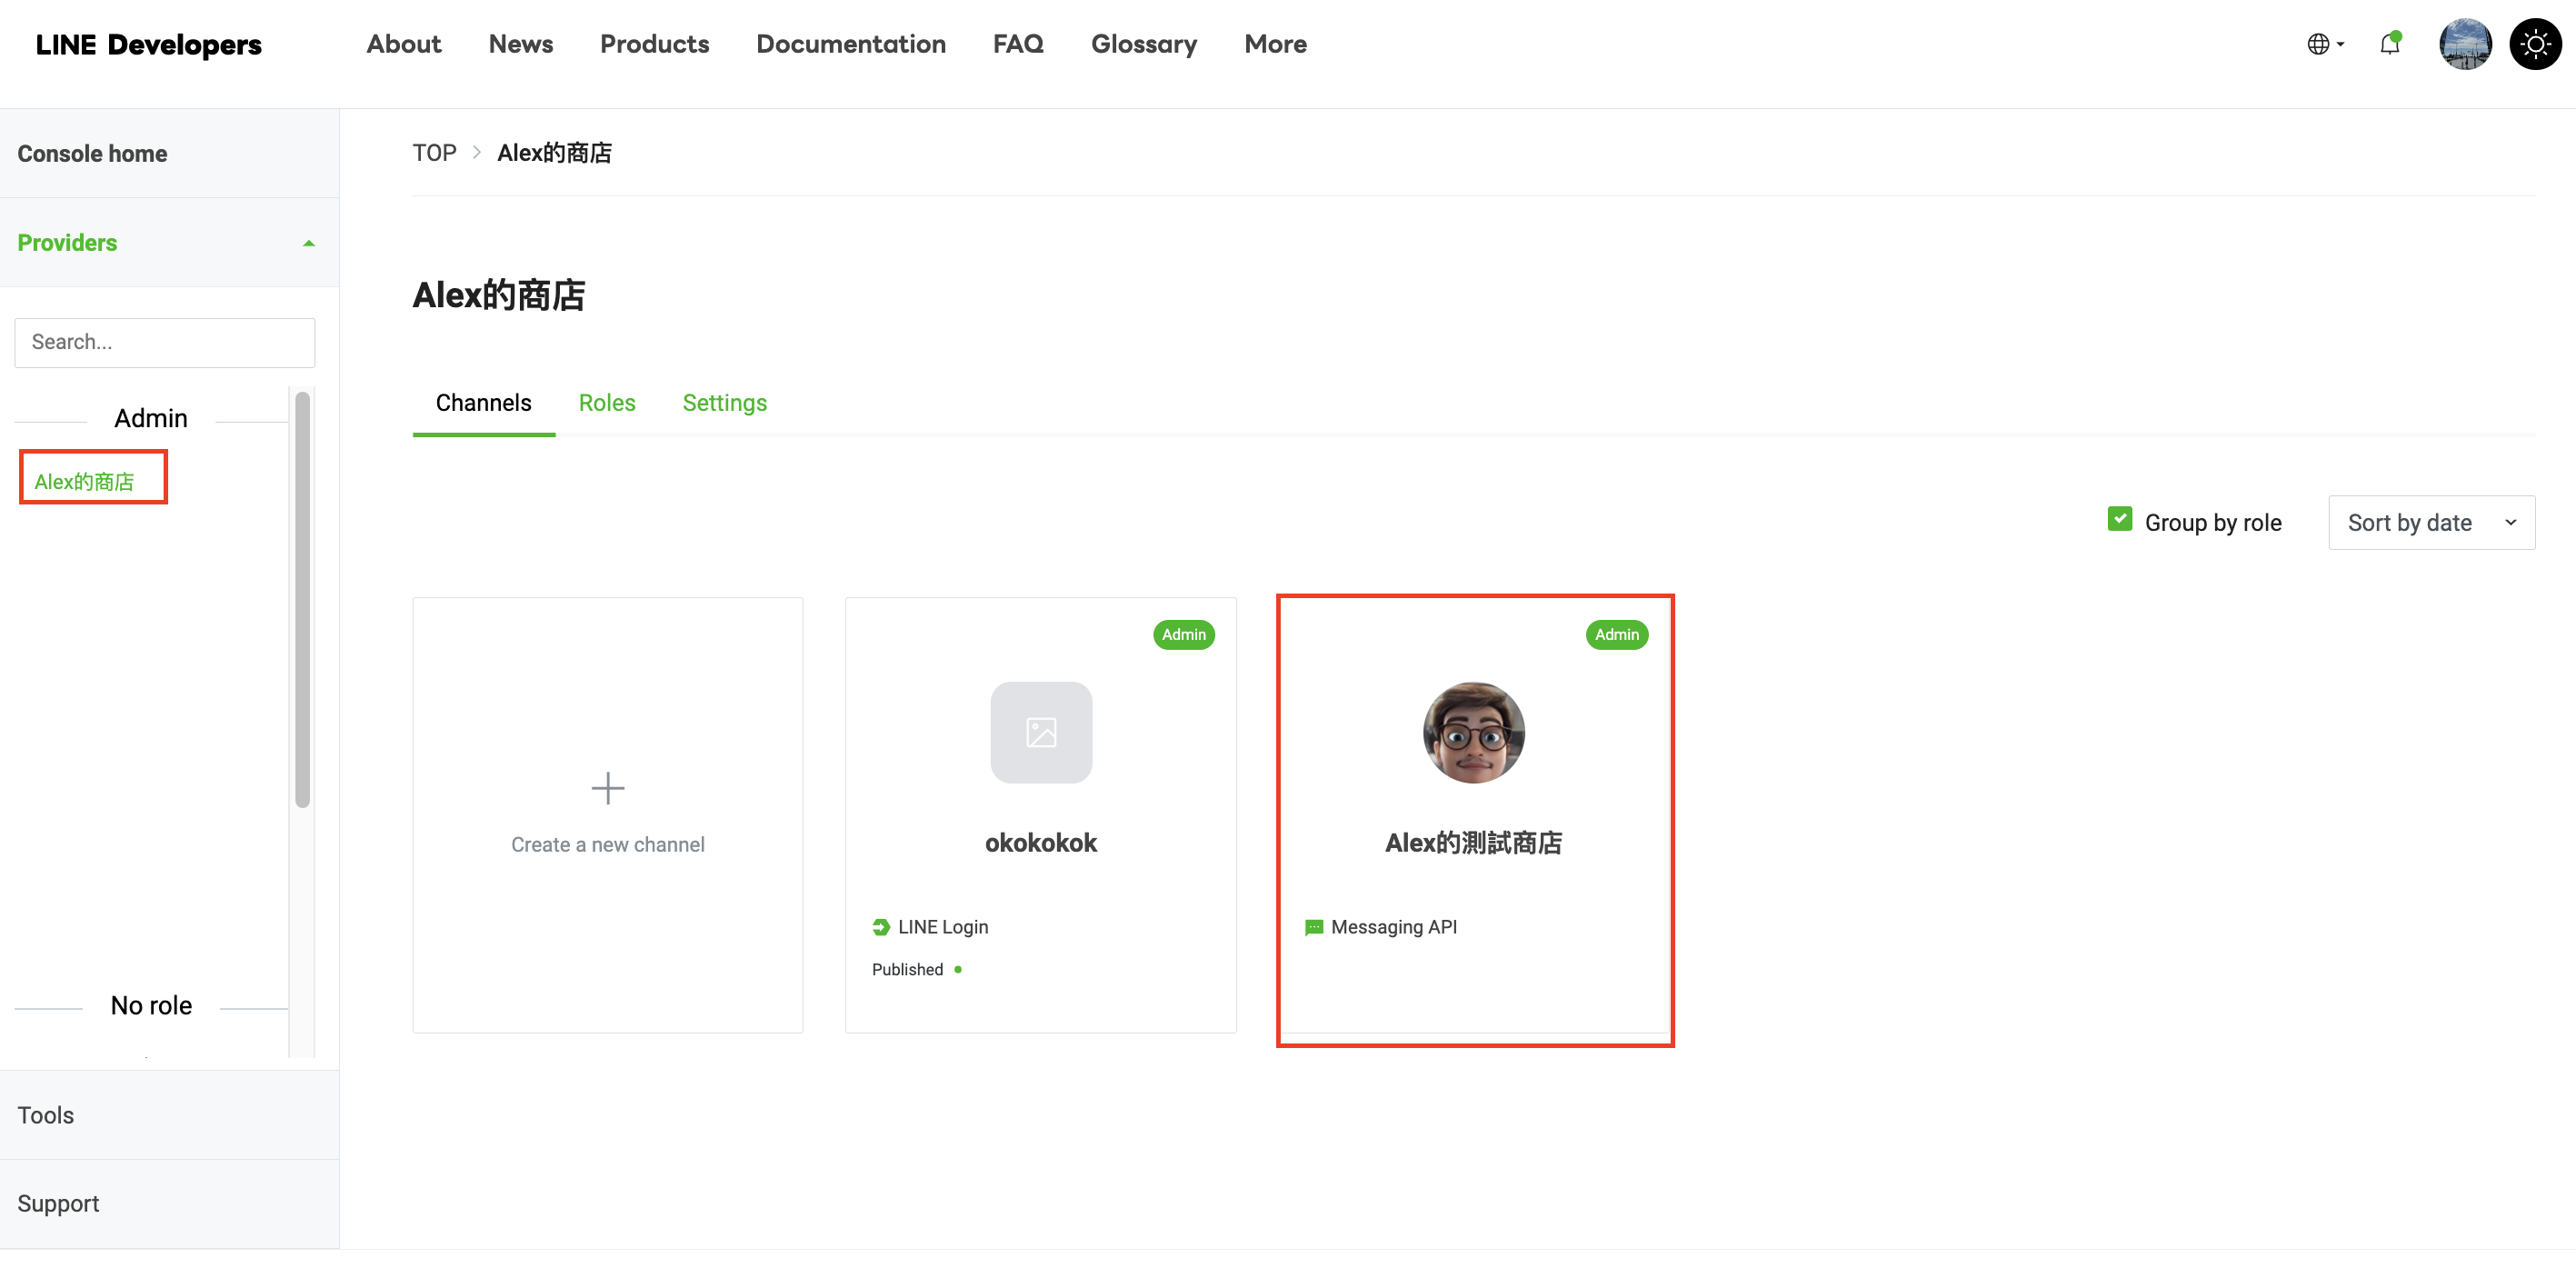 LINE Developers About News Products Documentation FAQ Glossary More
Console home
TOP > Alex的商店
Providers
Alex的商店
Search...
Channels Roles Settings
Admin
Alex的商店
Group by role Sort by date
Admin
Admin
Create a new channel
okokokok
Alex的測試商店
LINE Login
Messaging API
Published
No role
Tools
Support